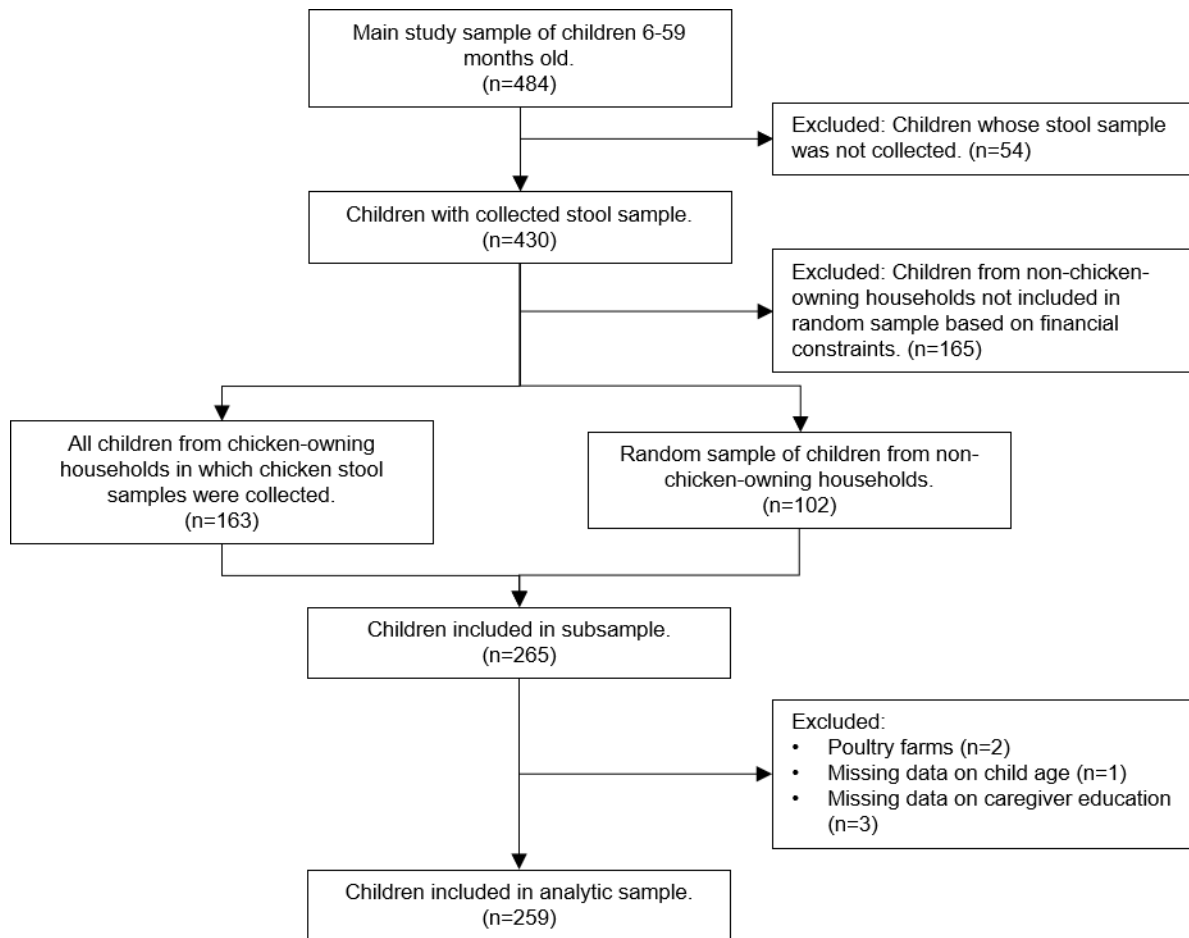 Main study sample of children 6-59
months old.
(n=484)
Excluded: Children whose stool sample
was not collected. (n=54)
Children with collected stool sample.
(n=430)
Excluded: Children from non-chicken-
owning households not included in
random sample based on financial
constraints. (n=165)
All children from chicken-owning
households in which chicken stool
samples were collected.
(n=163)
Random sample of children from non-
chicken-owning households.
(n=102)
Children included in subsample.
(n=265)
Excluded:
• Poultry farms (n=2)
• Missing data on child age (n=1)
• Missing data on caregiver education
(n=3)
Children included in analytic sample.
(n=259)